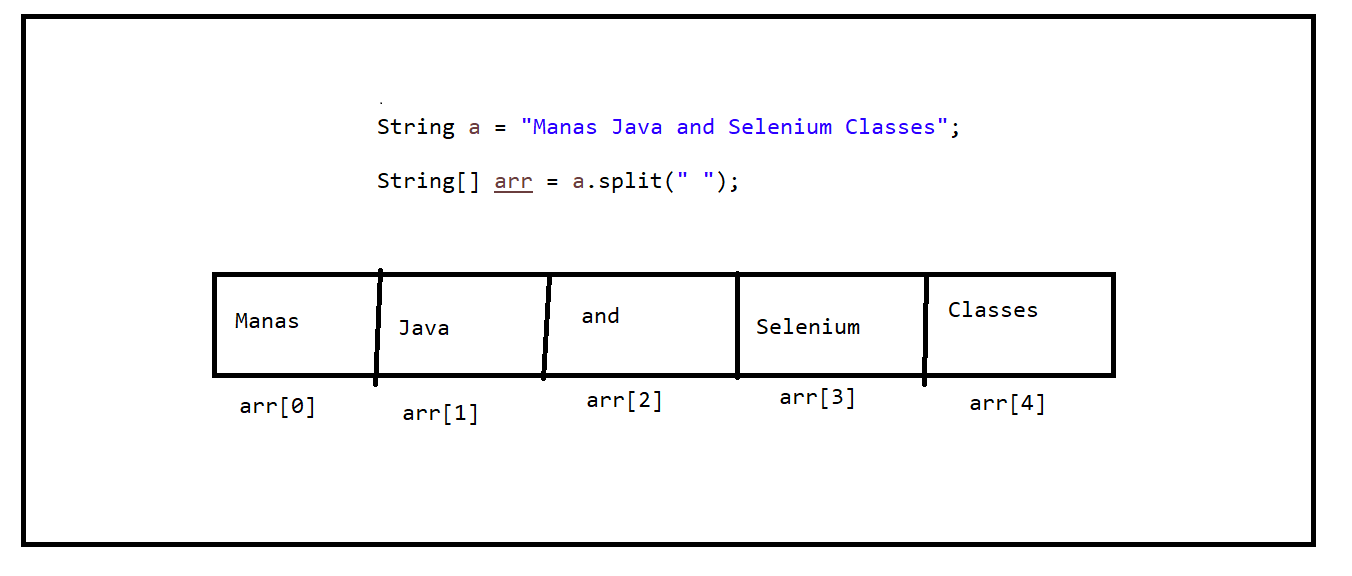 String a = "Manas Java and Selenium Classes";
String[] arr = a.split(" ");
Manas Java and Selenium Classes
arr[0] arr[1] arr[2] arr[3] arr[4]